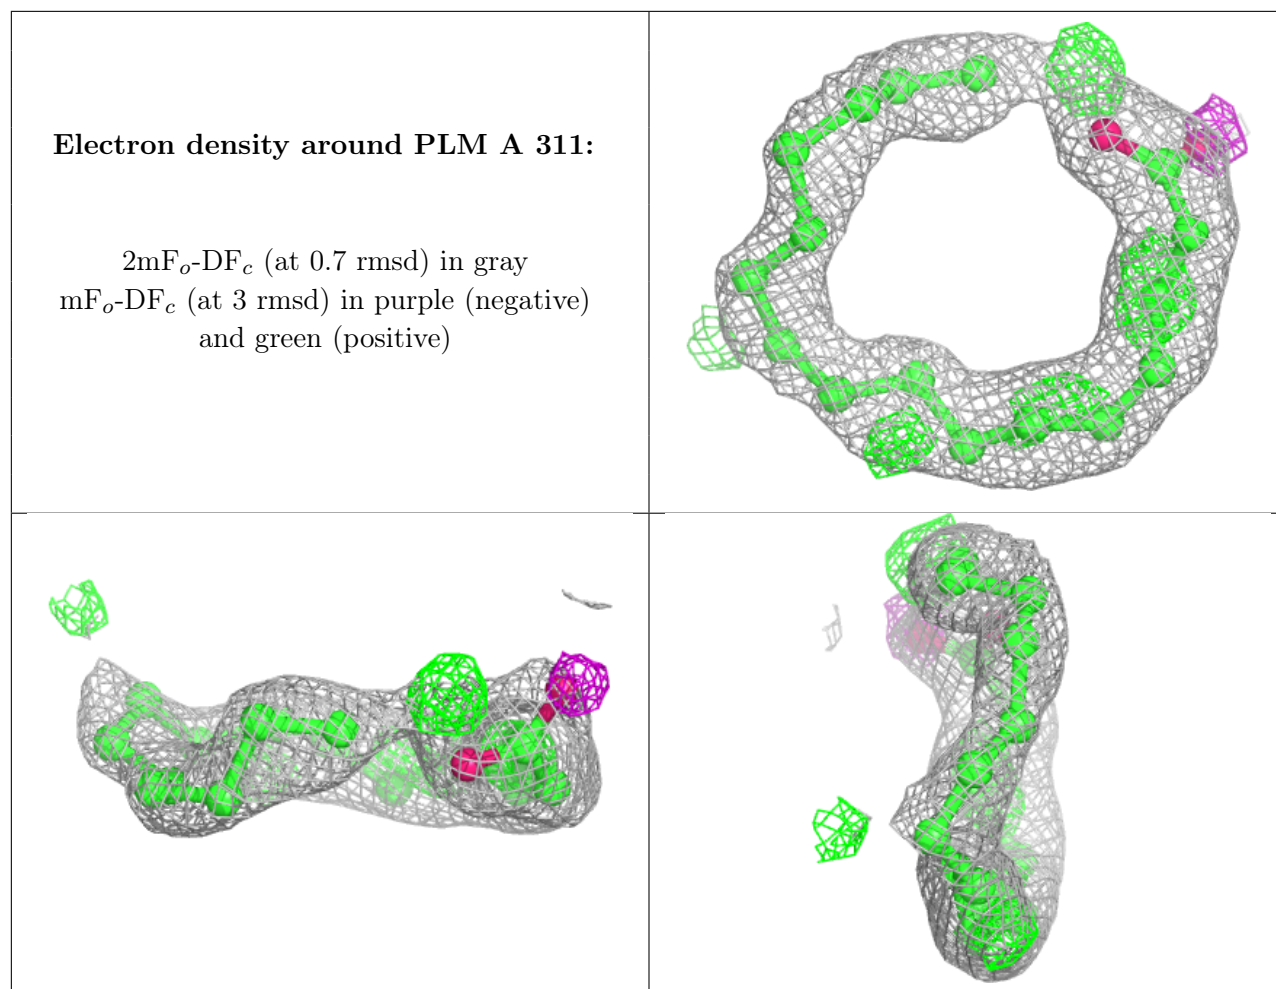 Electron density around PLM A 311:
2mFo-DFc (at 0.7 rmsd) in gray
mFo-DFc (at 3 rmsd) in purple (negative)
and green (positive)